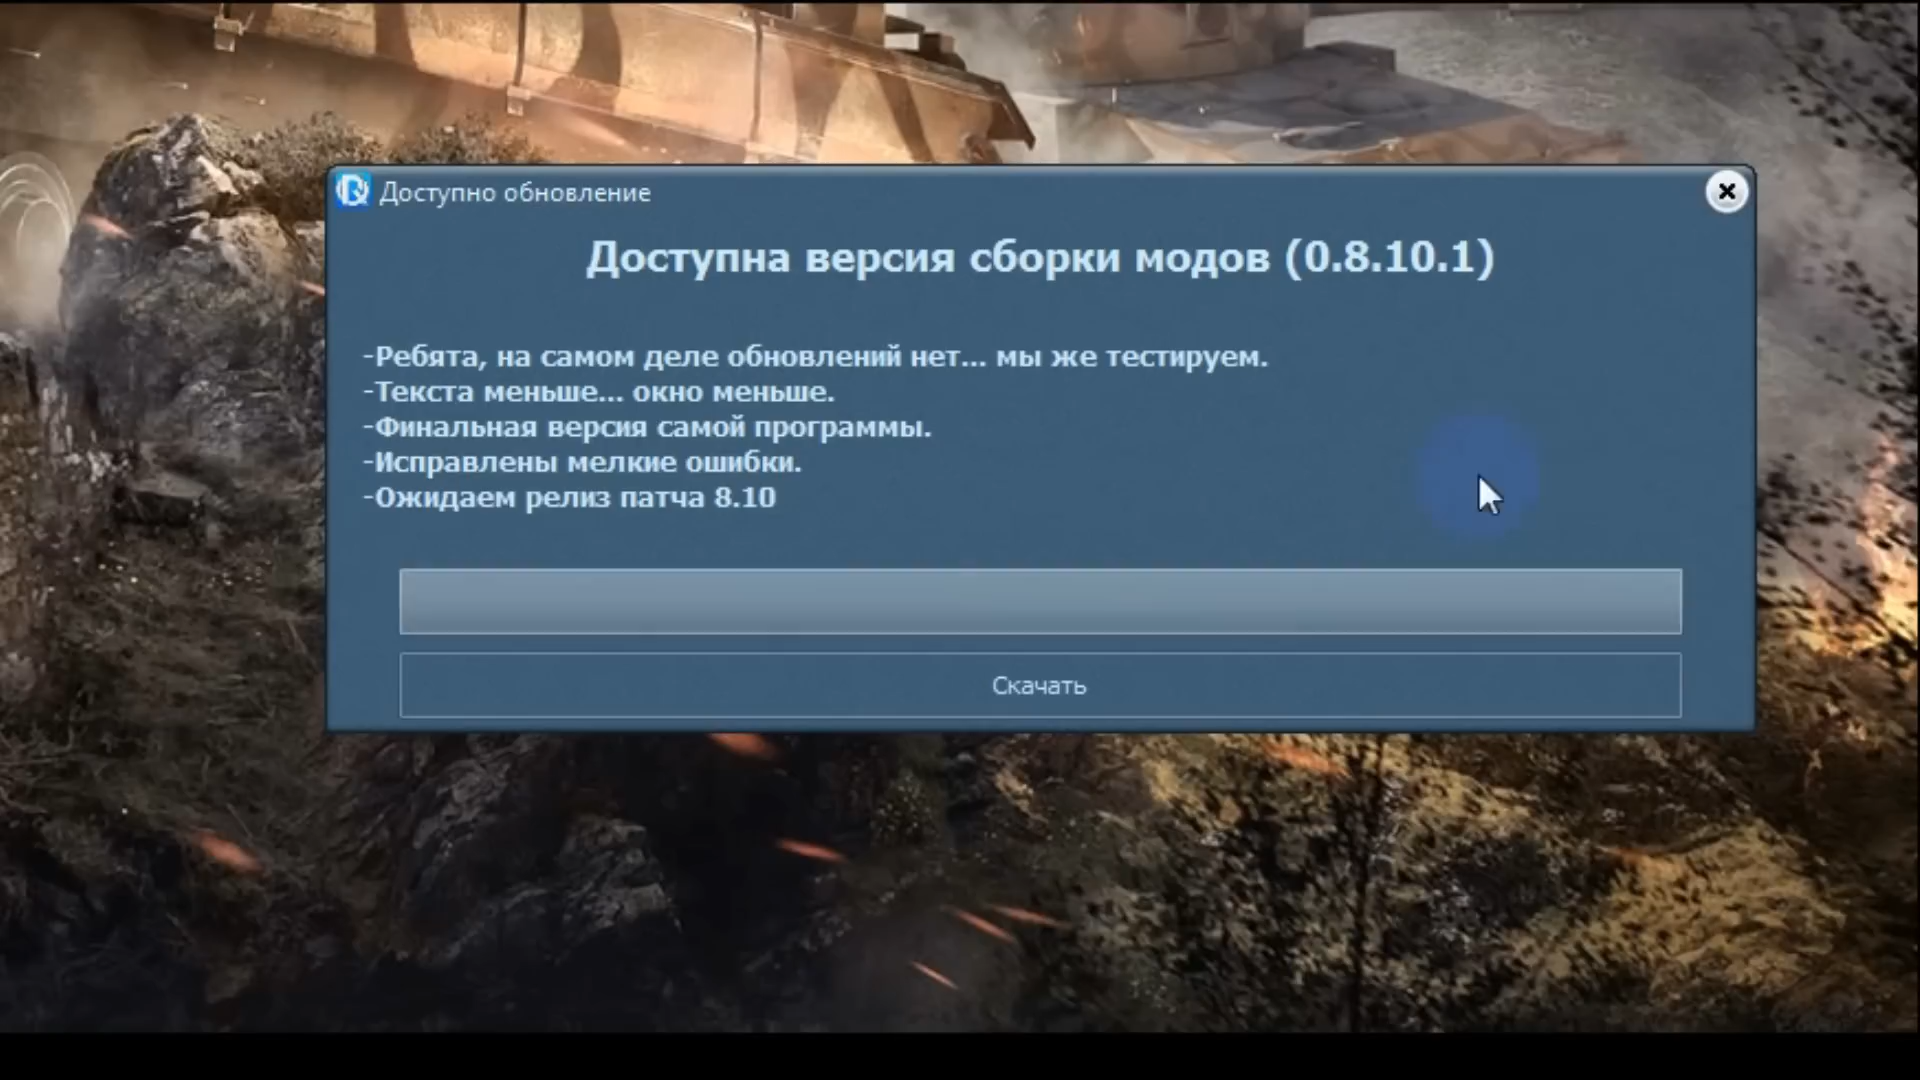 Доступно обновление
Доступна версия сборки модов (0.8.10.1)
-Ребята, на самом деле обновлений нет... мы же тестируем.
-Текста меньше... окно меньше.
-Финальная версия самой программы.
-Исправлены мелкие ошибки.
-Ожидаем релиз патча 8.10
Скачать